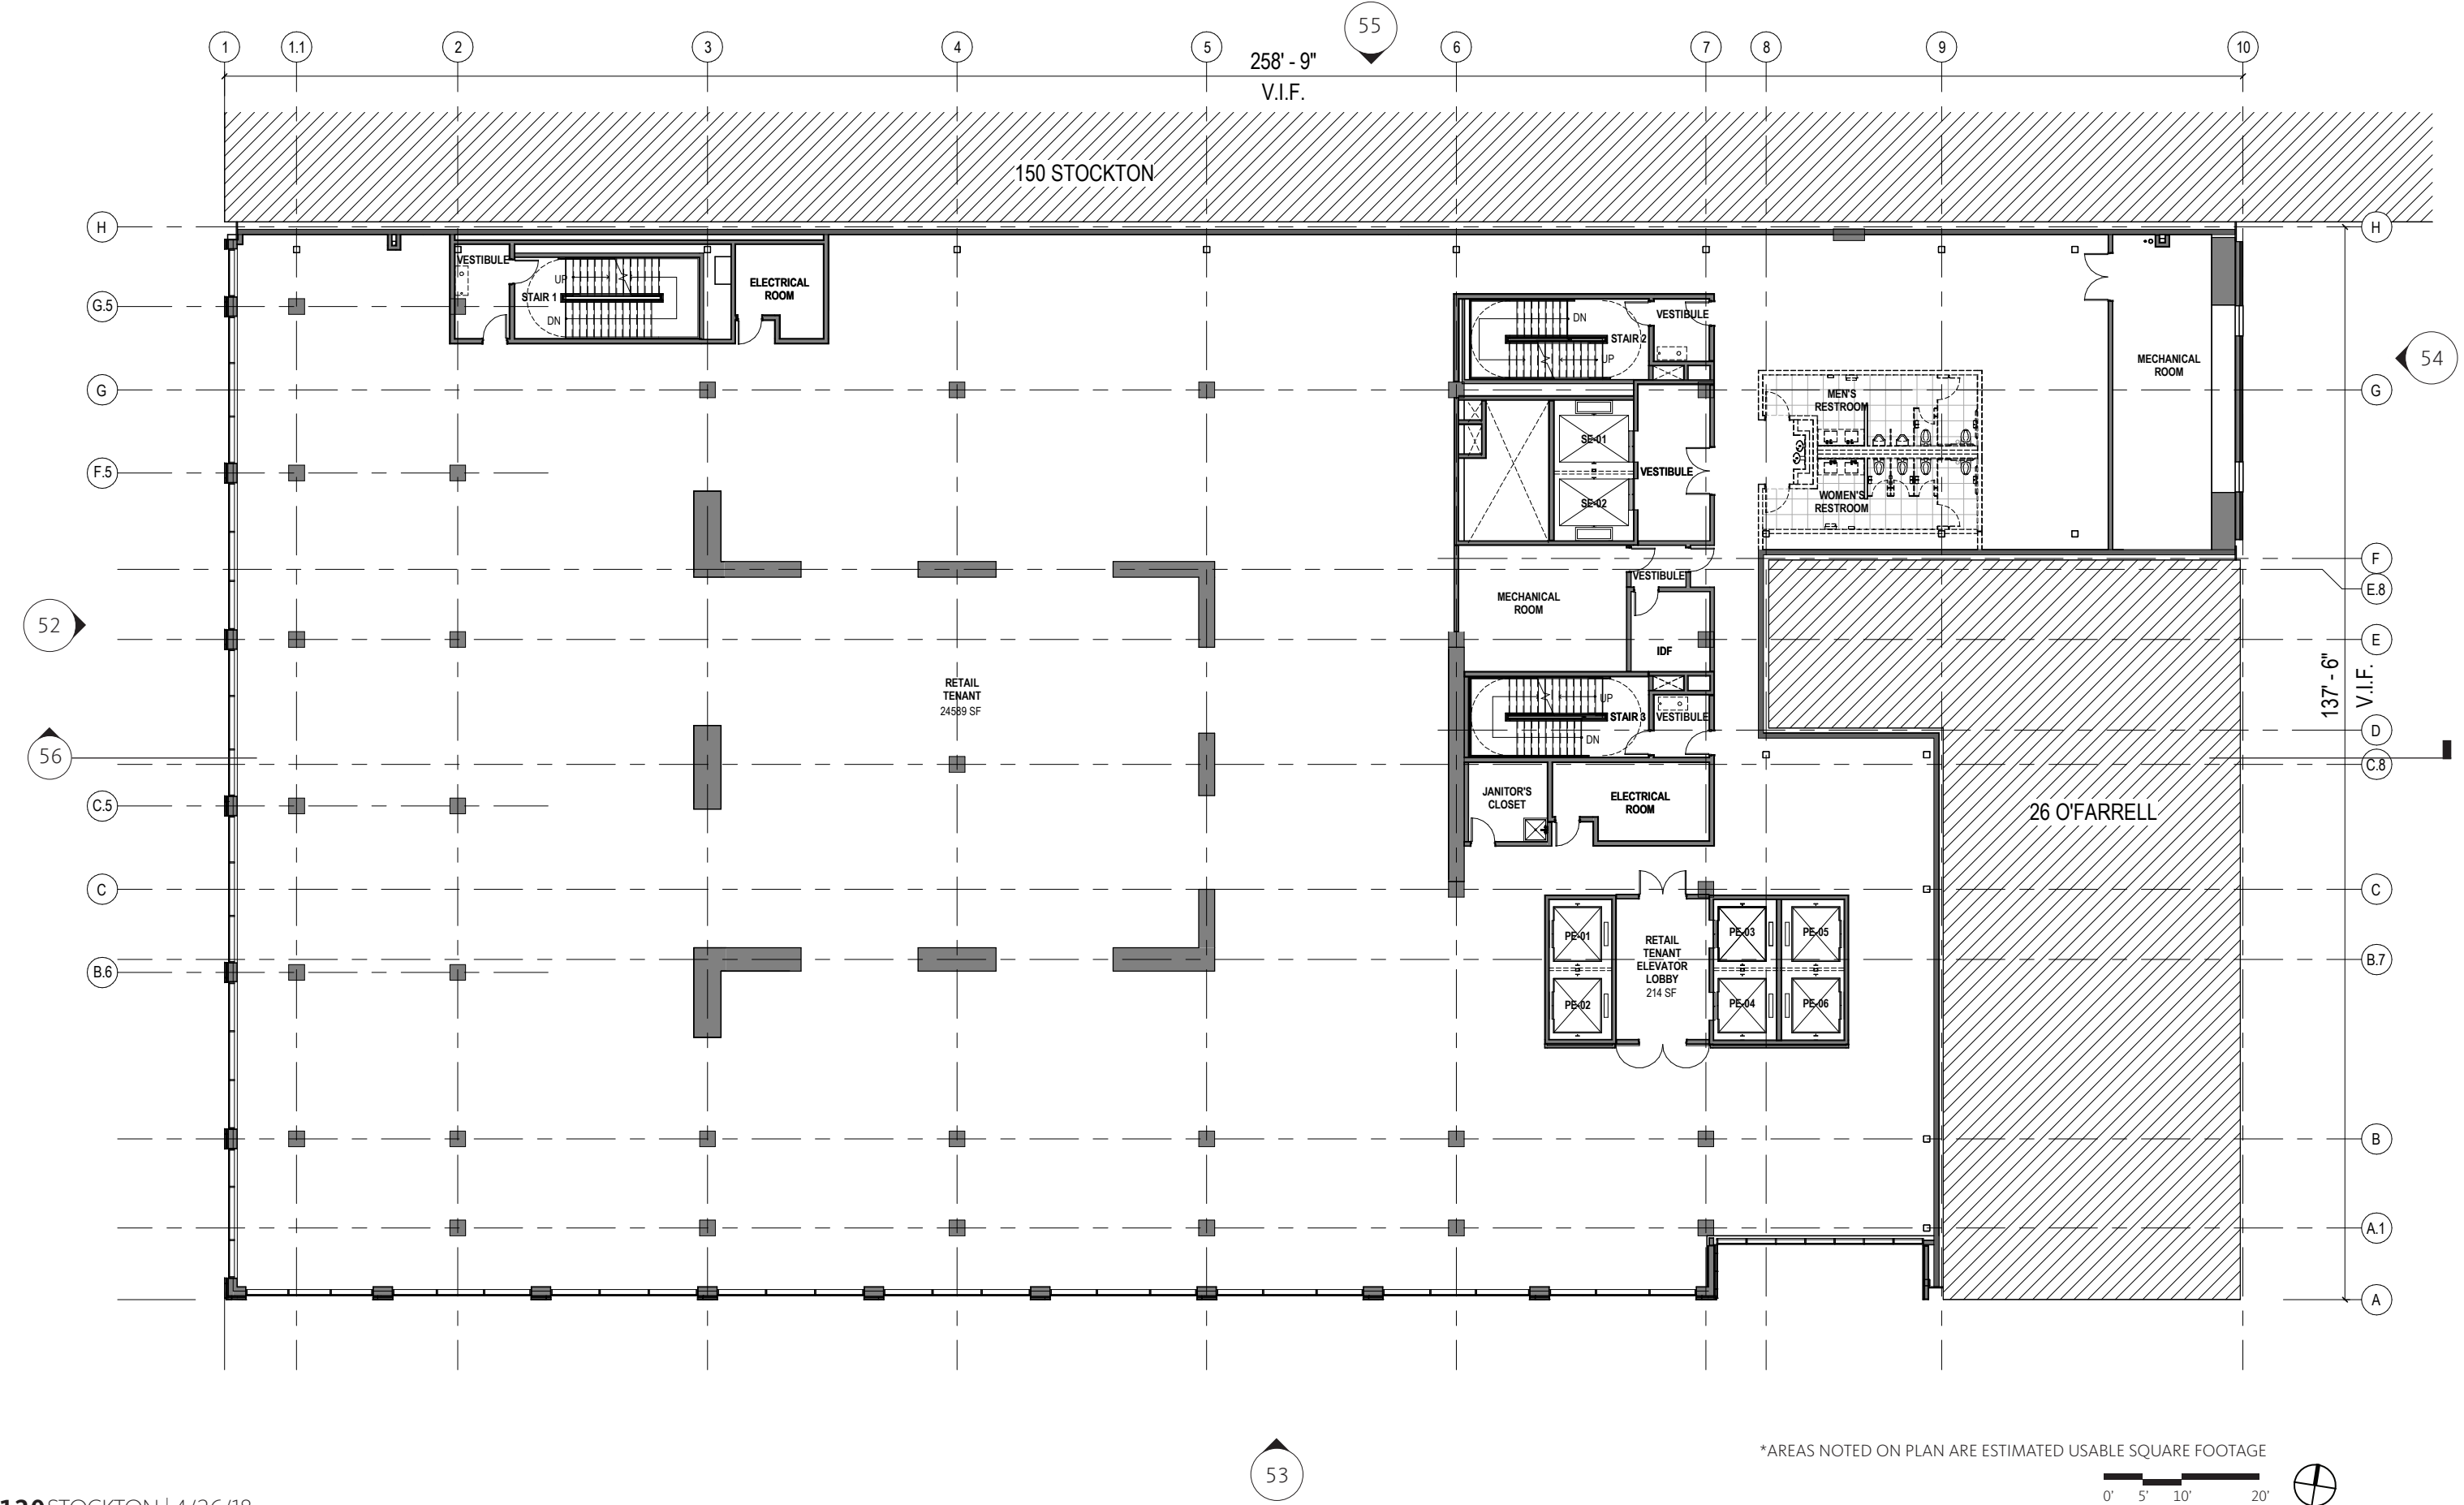 55
1 1.1 2 3 4 5 6 7 8 9 10
258' - 9"
V.I.F.
150 STOCKTON
H H
VESTIBULE
UP
STAIR 1
DN
ELECTRICAL
ROOM
G.5
DN
VESTIBULE
STAIR 2
UP
MECHANICAL
ROOM
54
G G
MEN'S
RESTROOM
SE-01
VESTIBULE
F.5
WOMEN'S
RESTROOM
SE-02
F
VESTIBULE
E.8
MECHANICAL
ROOM
52
E
IDF
137' - 6"
V.I.F.
RETAIL
TENANT
24589 SF
UP
STAIR 3
VESTIBULE
DN
D
56
C.8
JANITOR'S
CLOSET
ELECTRICAL
ROOM
C.5
26 O'FARRELL
C C
PE-01
PE-03
PE-05
RETAIL
TENANT
ELEVATOR
LOBBY
214 SF
B.6 B.7
PE-02
PE-04
PE-06
B
A.1
A
*AREAS NOTED ON PLAN ARE ESTIMATED USABLE SQUARE FOOTAGE
53
0' 5' 10' 20'
120 STOCKTON | 4/26/18